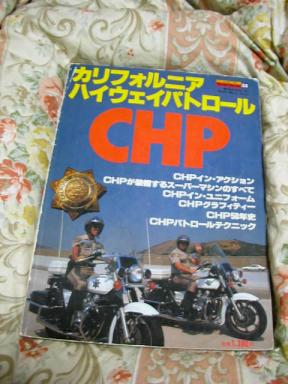 カリフォルニア
ハイウェイパトロール
CHP
CHPイン・アクション
CHPが装備するスーパーマシンのすべて
CHPイン・ユニフォーム
CHPグラフィティー
CHP50年史
CHPパトロールテクニック